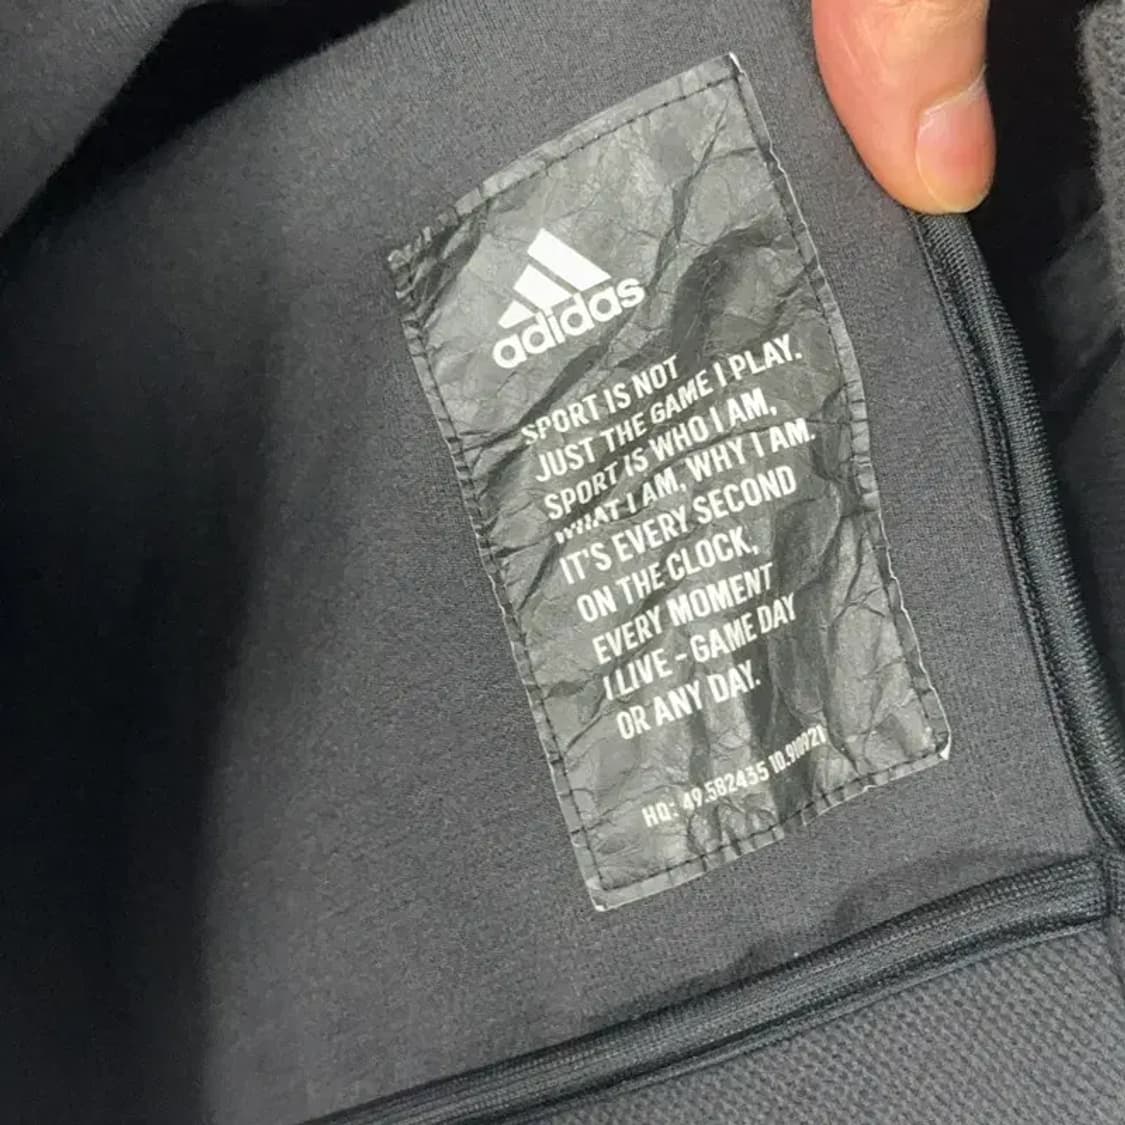 adidas
SPORT IS NOT
JUST THE GAME I PLAY.
SPORT IS WHO I AM,
WHAT I AM, WHY I AM.
IT'S EVERY SECOND
ON THE CLOCK,
EVERY MOMENT
I LIVE - GAME DAY
OR ANY DAY.
HQ: 49.582435 10.910921